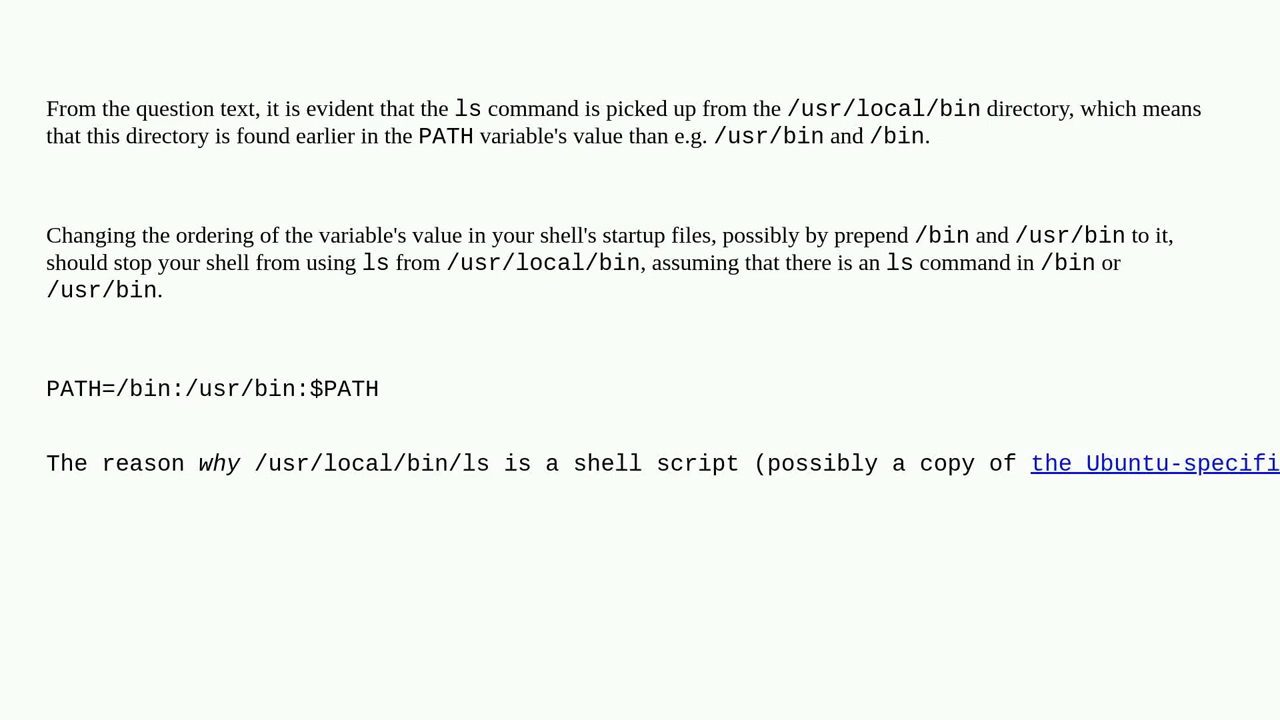 From the question text, it is evident that the ls command is picked up from the /usr/local/bin directory, which means
that this directory is found earlier in the PATH variable's value than e.g. /usr/bin and /bin.
Changing the ordering of the variable's value in your shell's startup files, possibly by prepend /bin and /usr/bin to it,
should stop your shell from using ls from /usr/local/bin, assuming that there is an ls command in /bin or
/usr/bin.
PATH=/bin:/usr/bin:$PATH
The reason why /usr/local/bin/ls is a shell script (possibly a copy of the Ubuntu-specifi